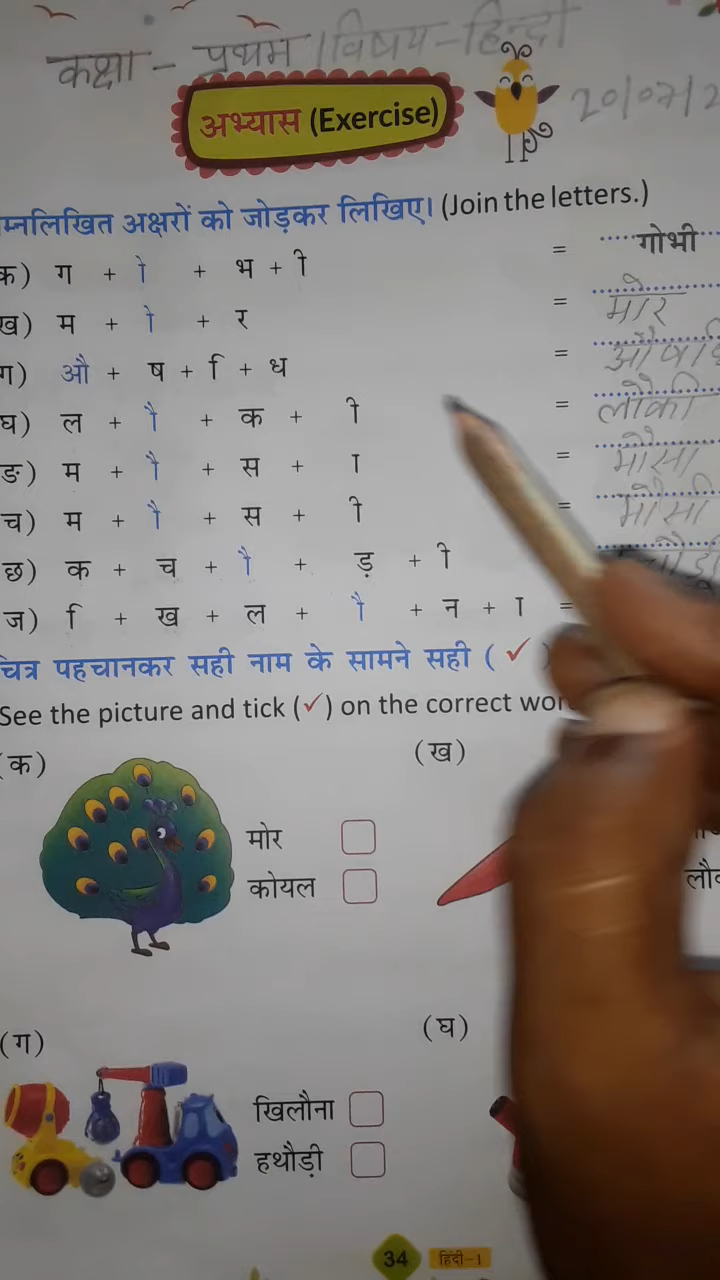 कक्षा - प्रथम | विषय - हिन्दी
20/07/2
अभ्यास (Exercise)
म्नलिखित अक्षरों को जोड़कर लिखिए। (Join the letters.)
क) ग + ो + भ + ी = गोभी
ख) म + ो + र = मोर
ग) औ + ष + ि + ध = औषधि
घ) ल + ौ + क + ी = लौकी
ङ) म + ौ + स + ा = मौसा
च) म + ौ + स + ी = मौसी
छ) क + च + ौ + ड़ + ी
ज) ि + ख + ल + ौ + न + ा =
चित्र पहचानकर सही नाम के सामने सही ( ✓ )
See the picture and tick (✓) on the correct wor
(क) (ख)
मोर
कोयल
(ग) (घ)
खिलौना
हथौड़ी
34 हिंदी-1